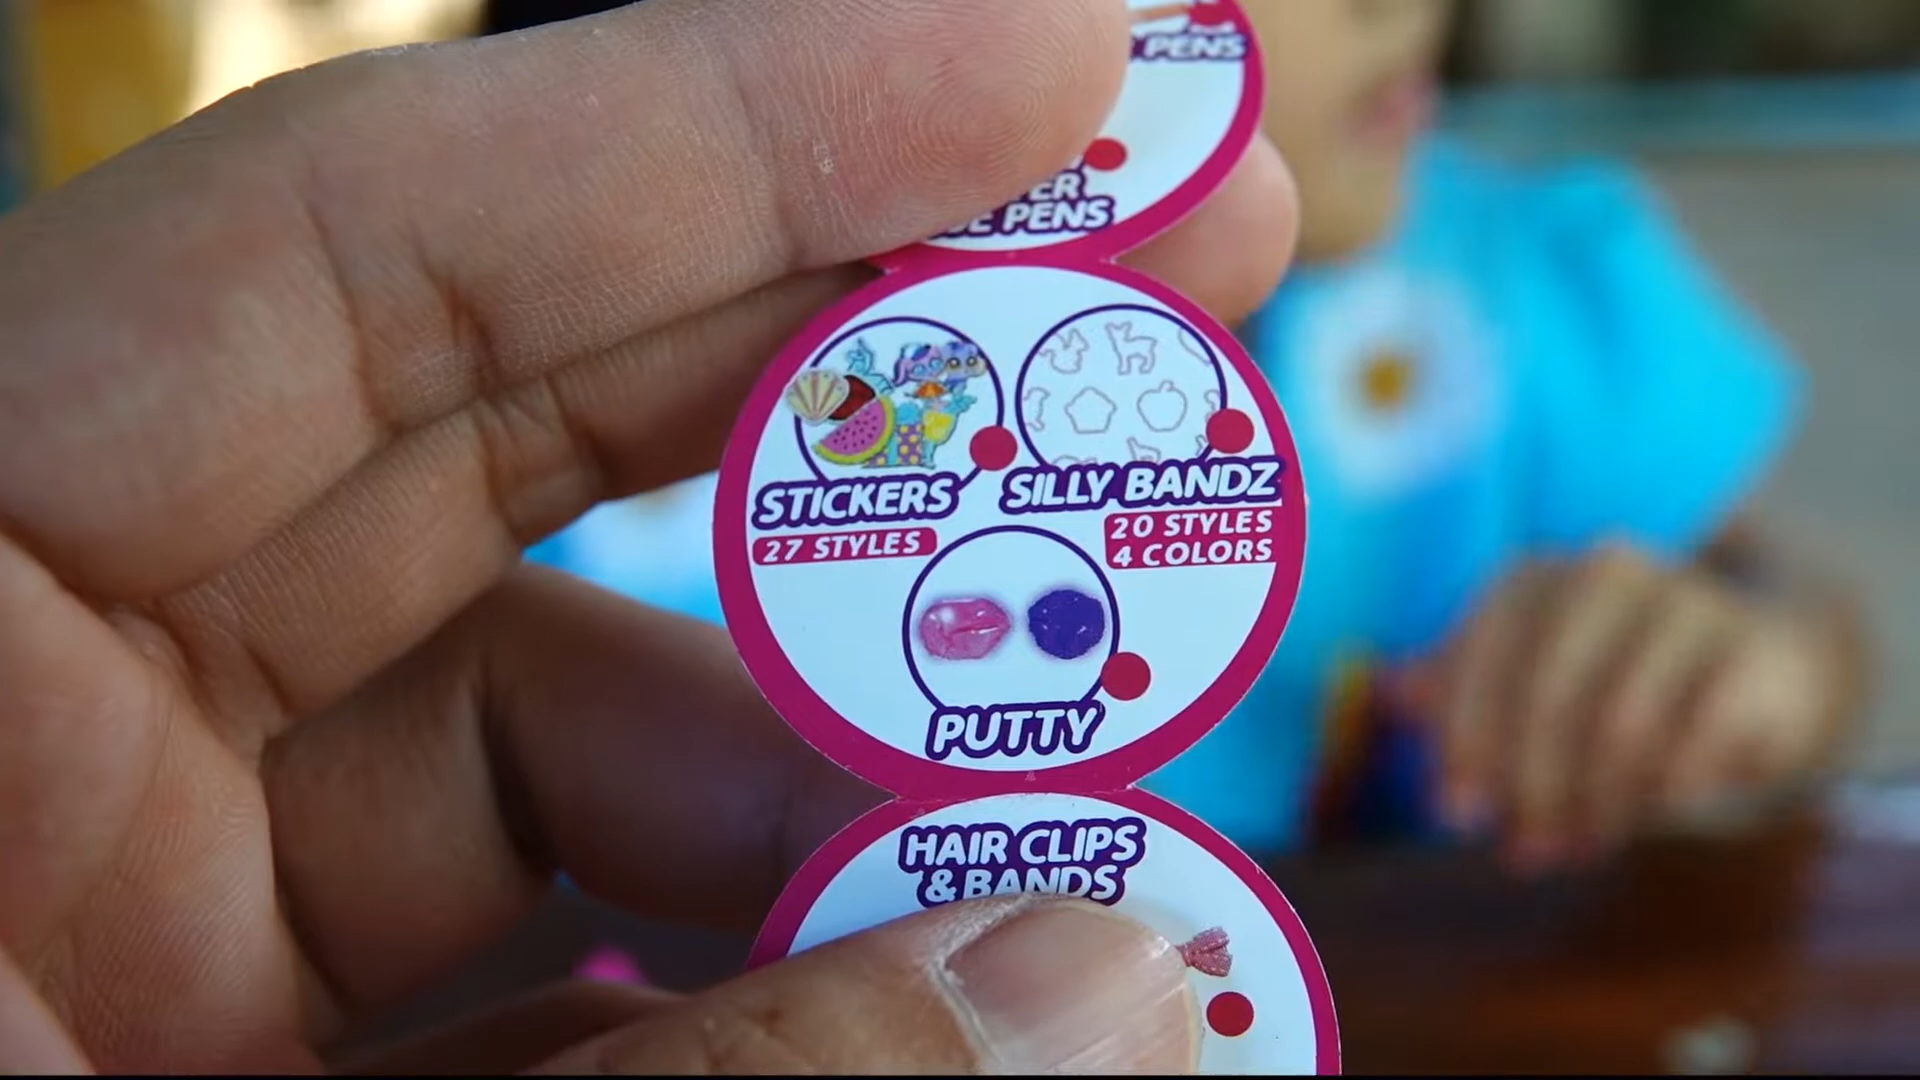 PENS
PENS
STICKERS
27 STYLES
SILLY BANDZ
20 STYLES
4 COLORS
PUTTY
HAIR CLIPS
& BANDS